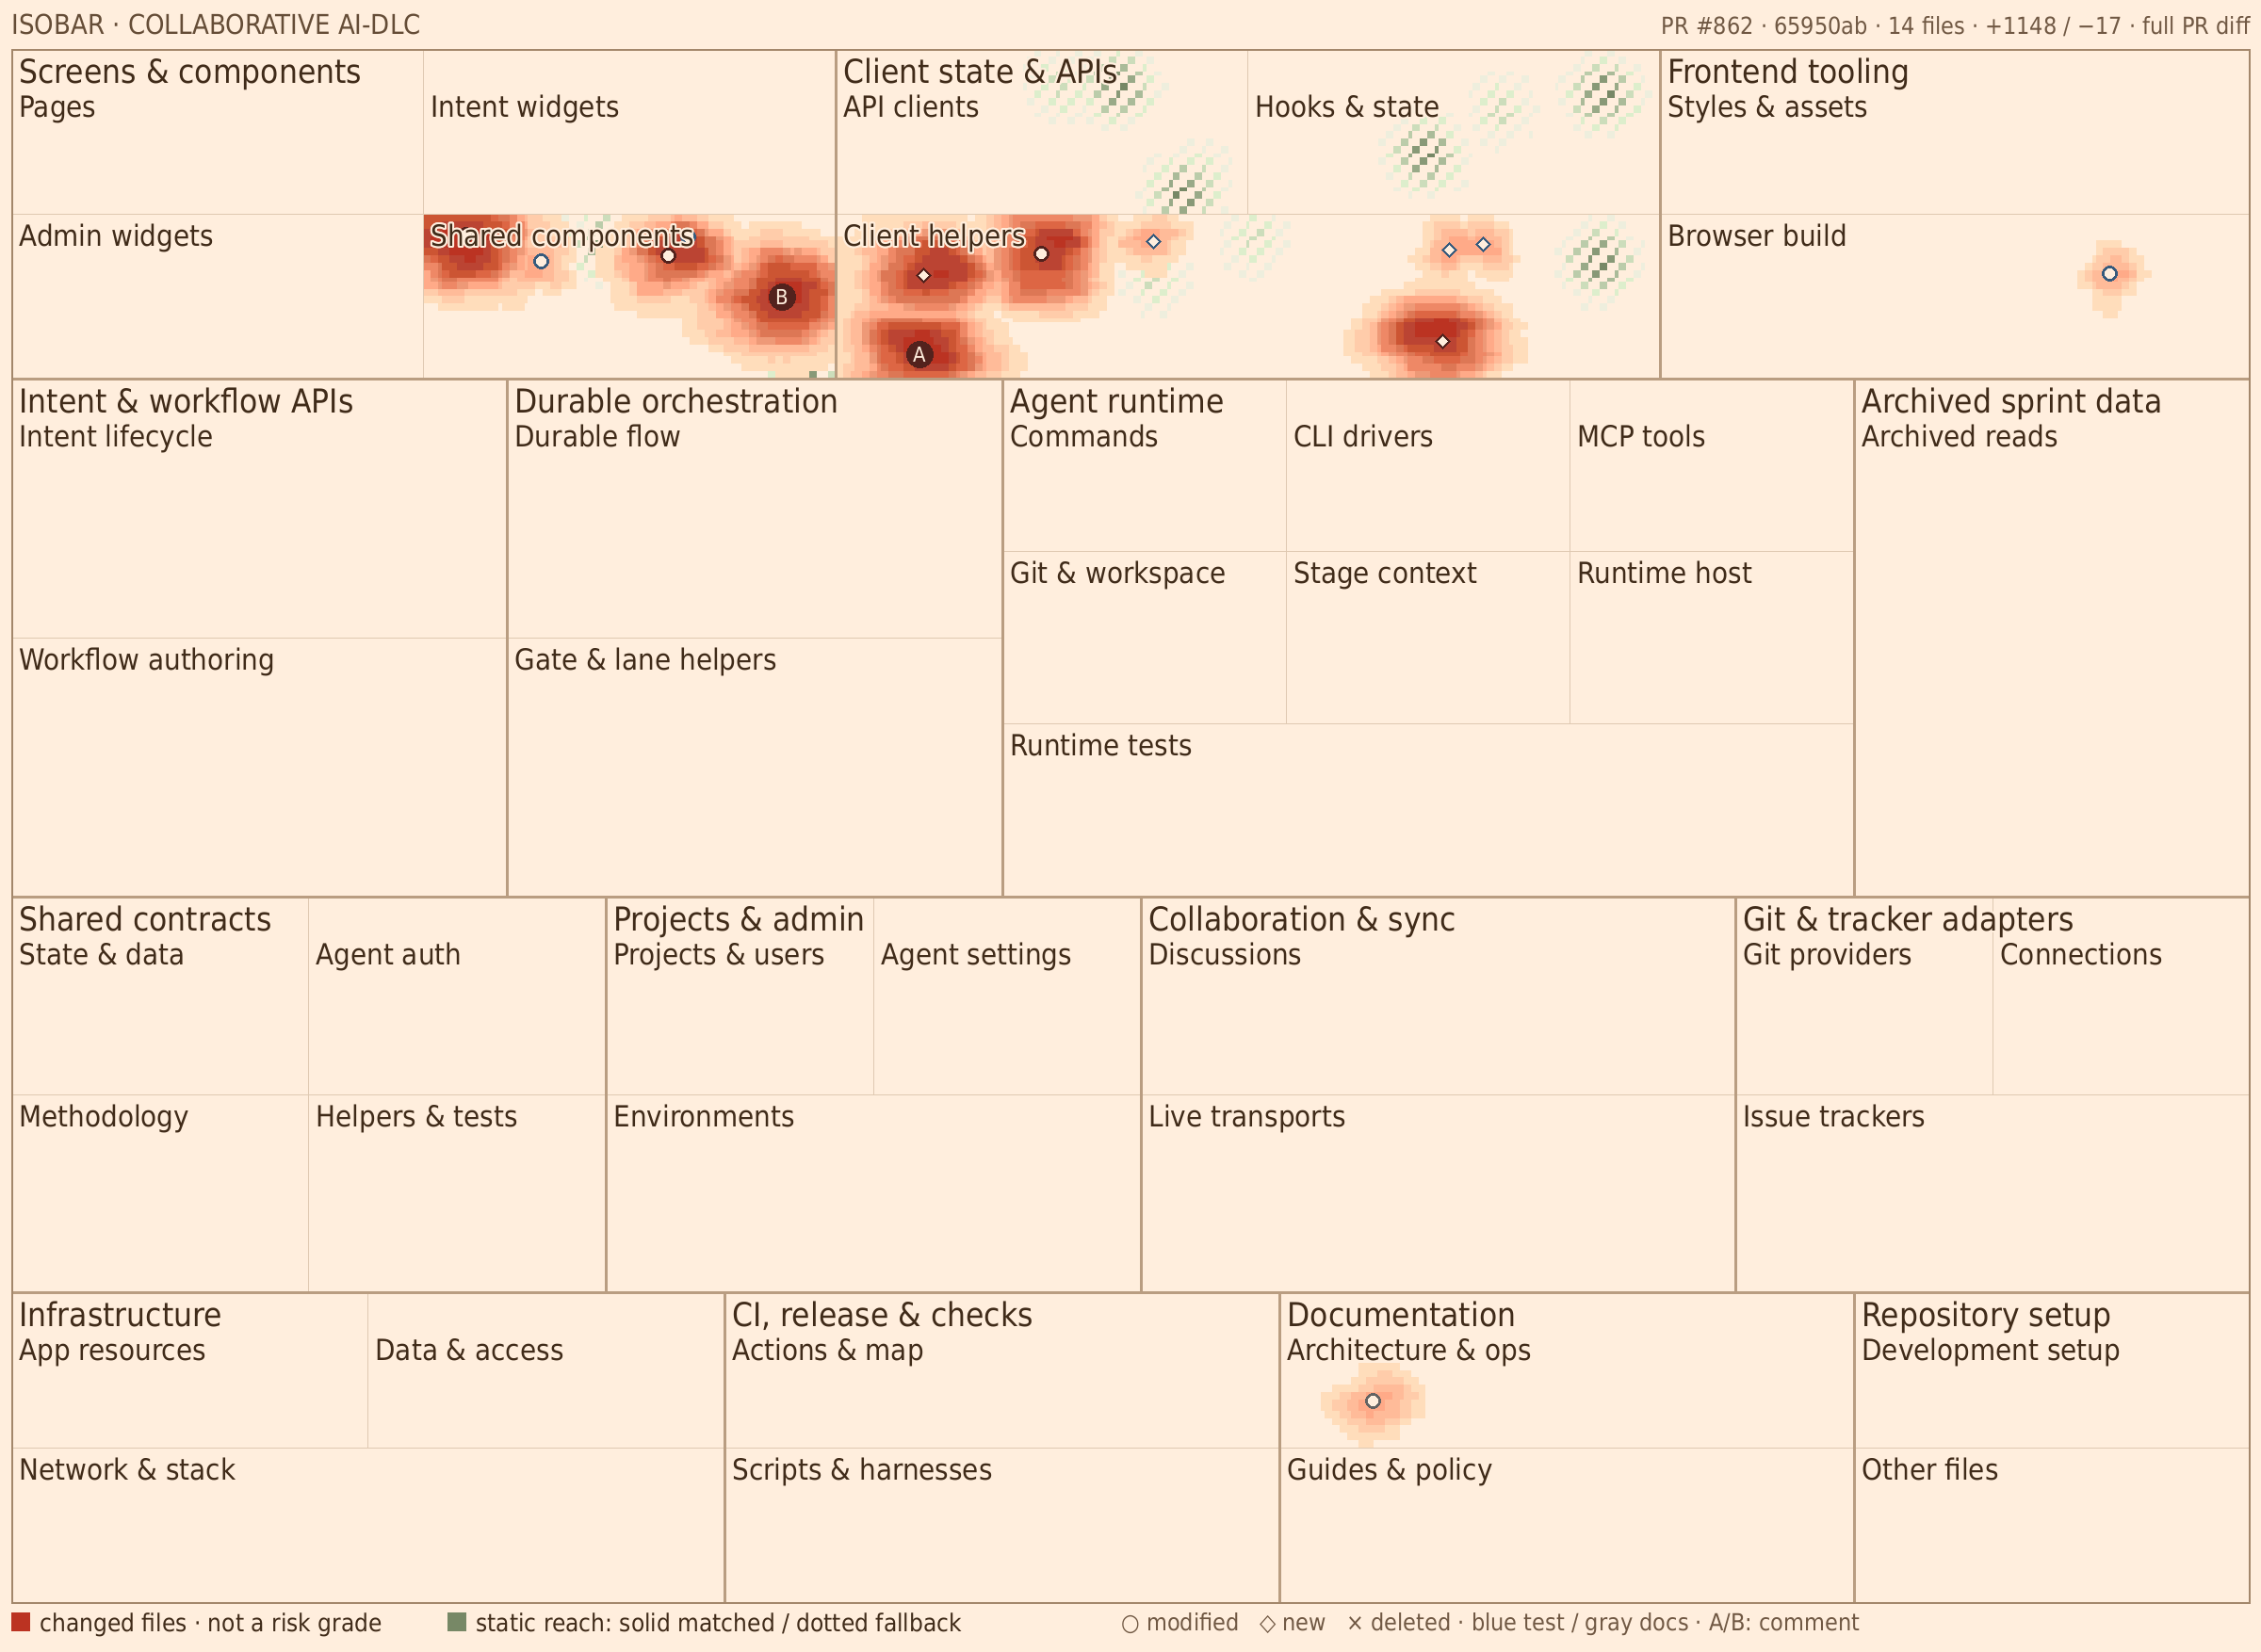 ISOBAR · COLLABORATIVE AI-DLC
PR #862 · 65950ab · 14 files · +1148 / −17 · full PR diff
Screens & components
Pages
Intent widgets
Client state & APIs
API clients
Hooks & state
Frontend tooling
Styles & assets
Admin widgets
Shared components
B
Client helpers
A
Browser build
Intent & workflow APIs
Intent lifecycle
Durable orchestration
Durable flow
Agent runtime
Commands
CLI drivers
MCP tools
Archived sprint data
Archived reads
Git & workspace
Stage context
Runtime host
Workflow authoring
Gate & lane helpers
Runtime tests
Shared contracts
State & data
Agent auth
Projects & admin
Projects & users
Agent settings
Collaboration & sync
Discussions
Git & tracker adapters
Git providers
Connections
Methodology
Helpers & tests
Environments
Live transports
Issue trackers
Infrastructure
App resources
Data & access
CI, release & checks
Actions & map
Documentation
Architecture & ops
Repository setup
Development setup
Network & stack
Scripts & harnesses
Guides & policy
Other files
changed files · not a risk grade
static reach: solid matched / dotted fallback
○ modified ◇ new × deleted · blue test / gray docs · A/B: comment